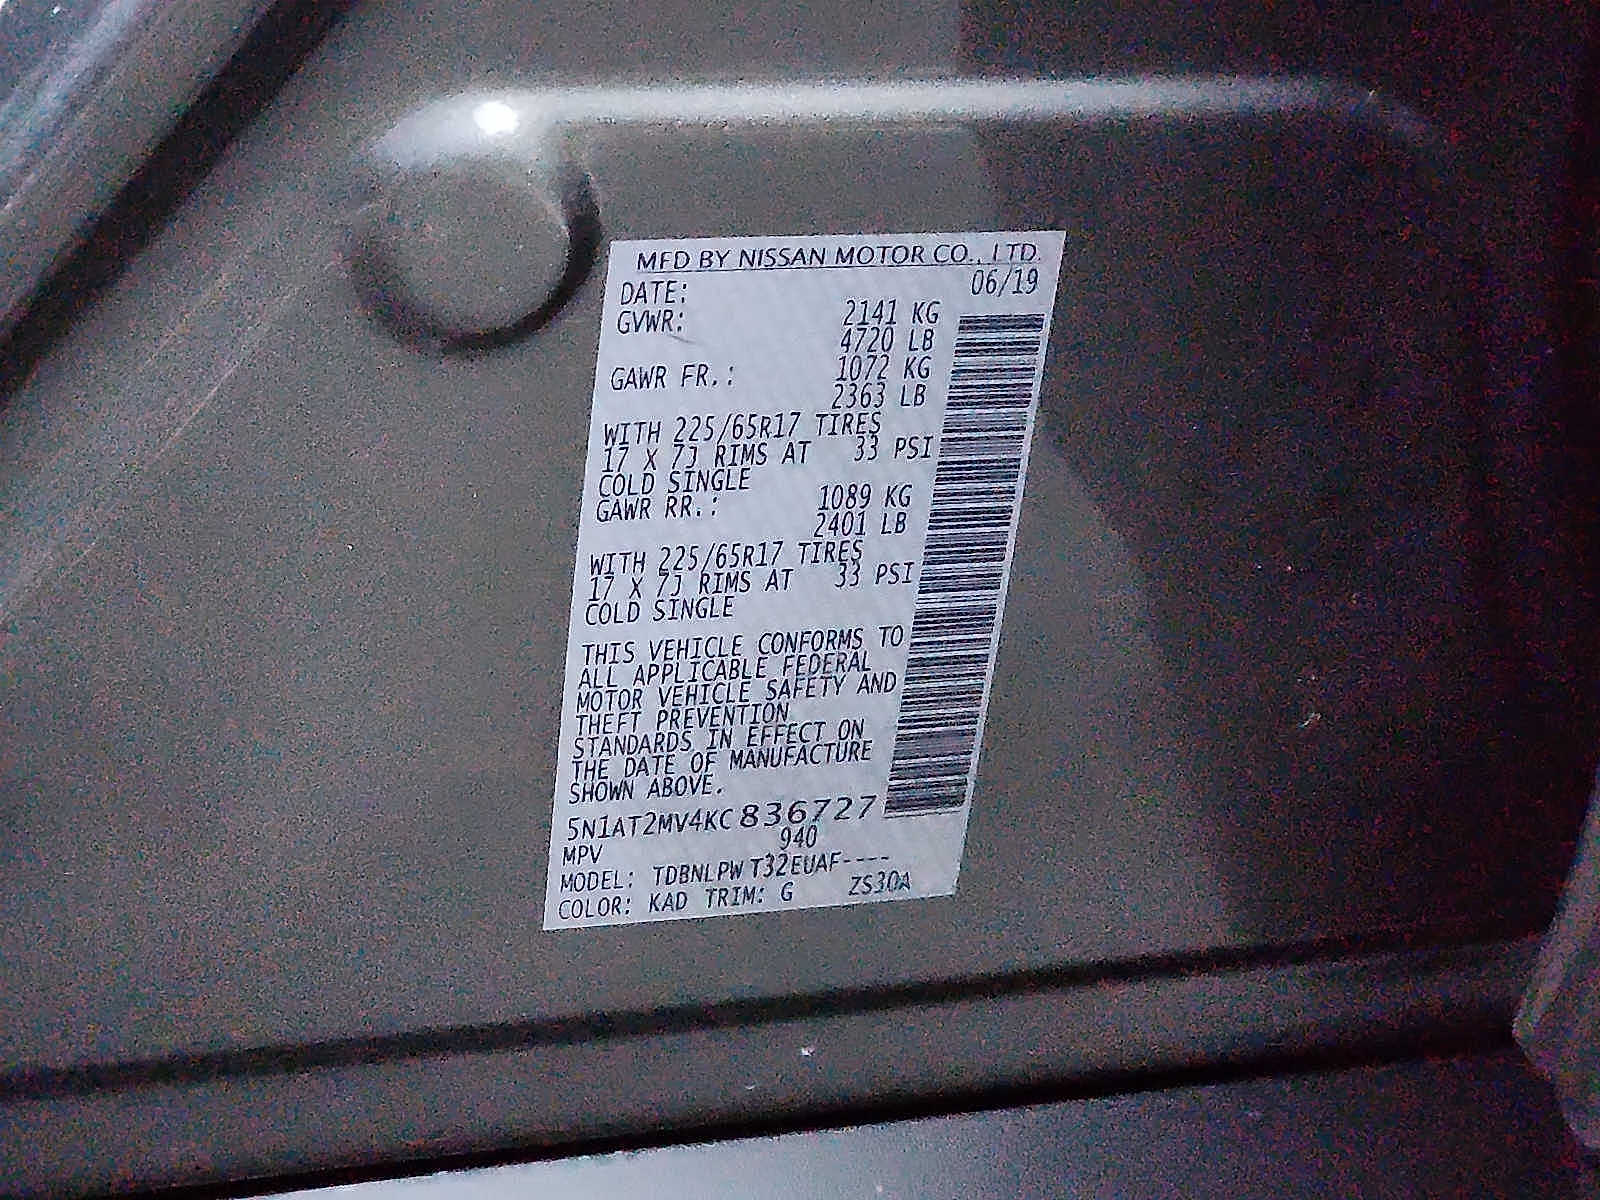 MFD BY NISSAN MOTOR CO., LTD.
DATE: 06/19
GVWR: 2141 KG
4720 LB
GAWR FR.: 1072 KG
2363 LB
WITH 225/65R17 TIRES
17 X 7J RIMS AT 33 PSI
COLD SINGLE
GAWR RR.: 1089 KG
2401 LB
WITH 225/65R17 TIRES
17 X 7J RIMS AT 33 PSI
COLD SINGLE
THIS VEHICLE CONFORMS TO
ALL APPLICABLE FEDERAL
MOTOR VEHICLE SAFETY AND
THEFT PREVENTION
STANDARDS IN EFFECT ON
THE DATE OF MANUFACTURE
SHOWN ABOVE.
5N1AT2MV4KC836727
MPV 940
MODEL: TDBNLPW T32EUAF----
COLOR: KAD TRIM: G ZS30A